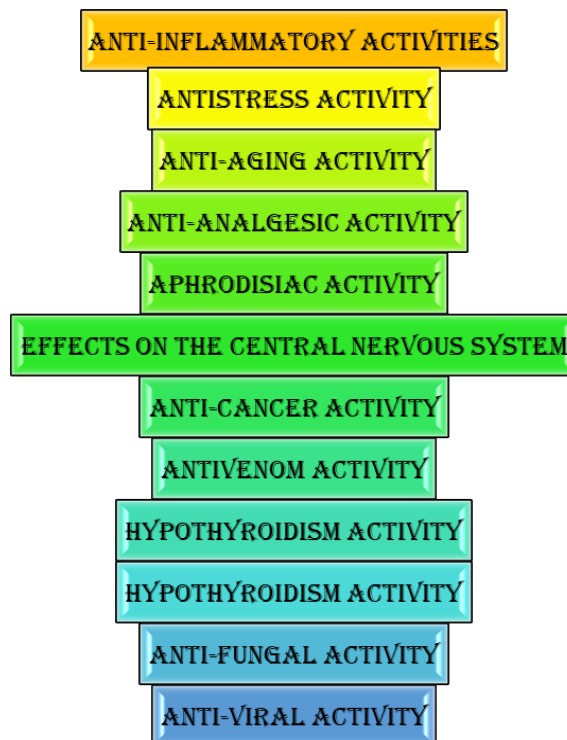 ANTI-INFLAMMATORY ACTIVITIES
ANTISTRESS ACTIVITY
ANTI-AGING ACTIVITY
ANTI-ANALGESIC ACTIVITY
APHRODISIAC ACTIVITY
EFFECTS ON THE CENTRAL NERVOUS SYSTEM
ANTI-CANCER ACTIVITY
ANTIVENOM ACTIVITY
HYPOTHYROIDISM ACTIVITY
HYPOTHYROIDISM ACTIVITY
ANTI-FUNGAL ACTIVITY
ANTI-VIRAL ACTIVITY